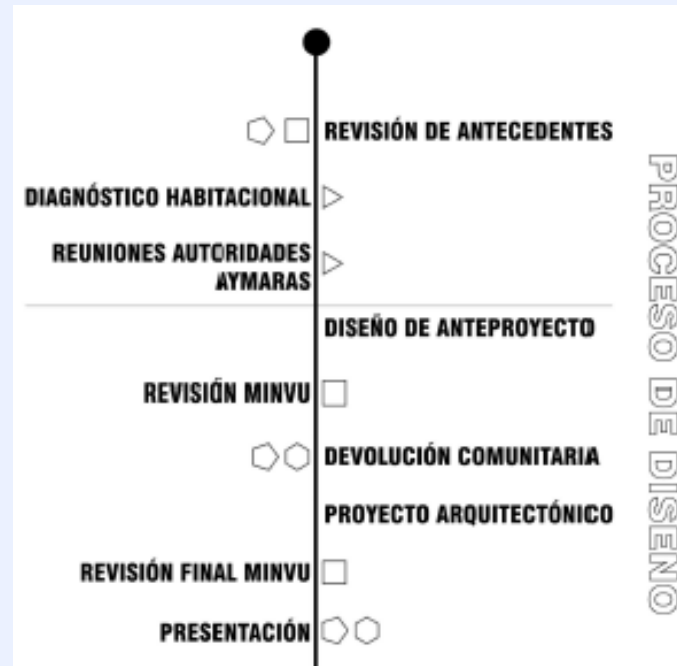 REVISIÓN DE ANTECEDENTES
DIAGNÓSTICO HABITACIONAL
REUNIONES AUTORIDADES
AYMARAS
DISEÑO DE ANTEPROYECTO
REVISIÓN MINVU
DEVOLUCIÓN COMUNITARIA
PROYECTO ARQUITECTÓNICO
REVISIÓN FINAL MINVU
PRESENTACIÓN
PROCESO DE DISENO